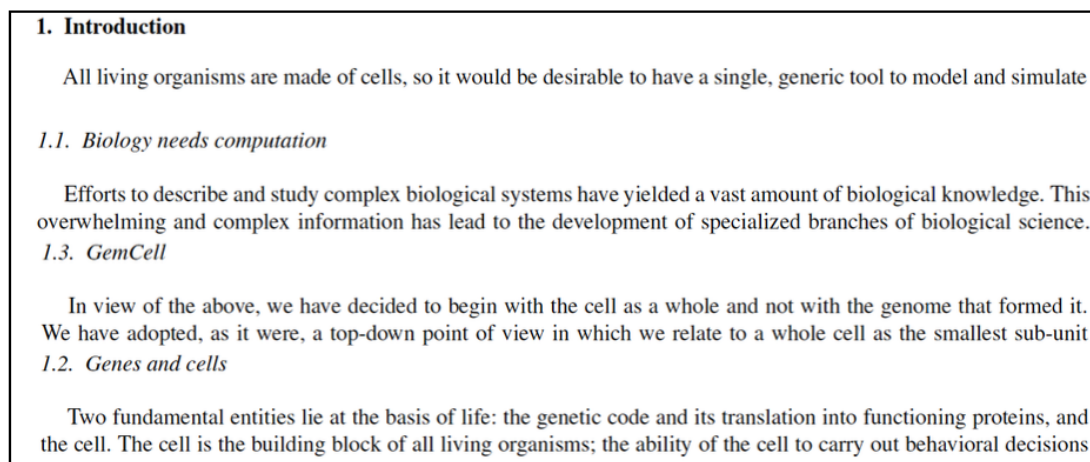 1. Introduction
All living organisms are made of cells, so it would be desirable to have a single, generic tool to model and simulate
1.1. Biology needs computation
Efforts to describe and study complex biological systems have yielded a vast amount of biological knowledge. This
overwhelming and complex information has lead to the development of specialized branches of biological science.
1.3. GemCell
In view of the above, we have decided to begin with the cell as a whole and not with the genome that formed it.
We have adopted, as it were, a top-down point of view in which we relate to a whole cell as the smallest sub-unit
1.2. Genes and cells
Two fundamental entities lie at the basis of life: the genetic code and its translation into functioning proteins, and
the cell. The cell is the building block of all living organisms; the ability of the cell to carry out behavioral decisions